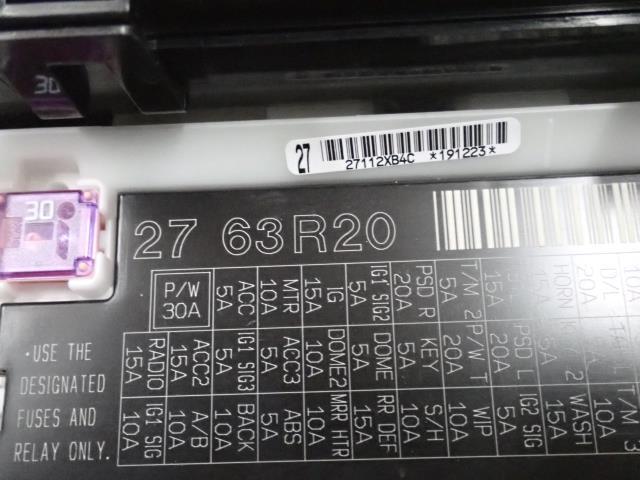 30
27
27112XB4C *191223*
30
27 63R20
P/W
30A
•USE THE
DESIGNATED
FUSES AND
RELAY ONLY.
RADIO
15A
IG1 SIG
10A
ACC2
15A
A/B
10A
ACC
5A
IG1 SIG3
5A
BACK
10A
MTR
10A
ACC3
5A
ABS
5A
IG
15A
DOME2
10A
MRR HTR
10A
IG1 SIG2
5A
DOME
5A
RR DEF
15A
PSD R
20A
KEY
5A
S/H
10A
T/M 2
5A
P/W T
20A
WIP
10A
15A
PSD L
20A
IG2 SIG
5A
HORN
15A
5A
2
WASH
15A
D/L
20A
10A
10A
T/M 3